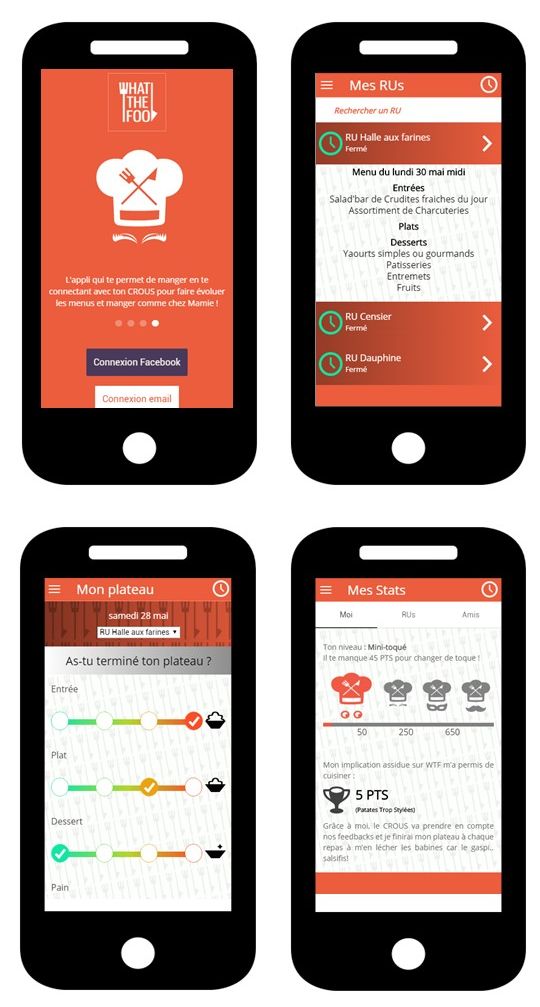 WHAT
THE
FOO
L'appli qui te permet de manger en te
connectant avec ton CROUS pour faire évoluer
les menus et manger comme chez Mamie !
Connexion Facebook
Connexion email
Mes RUs
Rechercher un RU
RU Halle aux farines
Fermé
Menu du lundi 30 mai midi
Entrées
Salad'bar de Crudites fraiches du jour
Assortiment de Charcuteries
Plats
Desserts
Yaourts simples ou gourmands
Patisseries
Entremets
Fruits
RU Censier
Fermé
RU Dauphine
Fermé
Mon plateau
samedi 28 mai
RU Halle aux farines
As-tu terminé ton plateau ?
Entrée
Plat
Dessert
Pain
Mes Stats
Moi RUs Amis
Ton niveau : Mini-toqué
Il te manque 45 PTS pour changer de toque !
50 250 650
Mon implication assidue sur WTF m'a permis de
cuisiner :
5 PTS
(Patates Trop Stylées)
Grâce à moi, le CROUS va prendre en compte
nos feedbacks et je finirai mon plateau à chaque
repas à m'en lécher les babines car le gaspi..
salsifis!